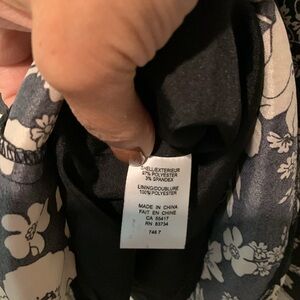 SHELL/EXTERIEUR
97% POLYESTER
3% SPANDEX
LINING/DOUBLURE
100% POLYESTER
MADE IN CHINA
FAIT EN CHINE
CA 55417
RN 83734
746 7